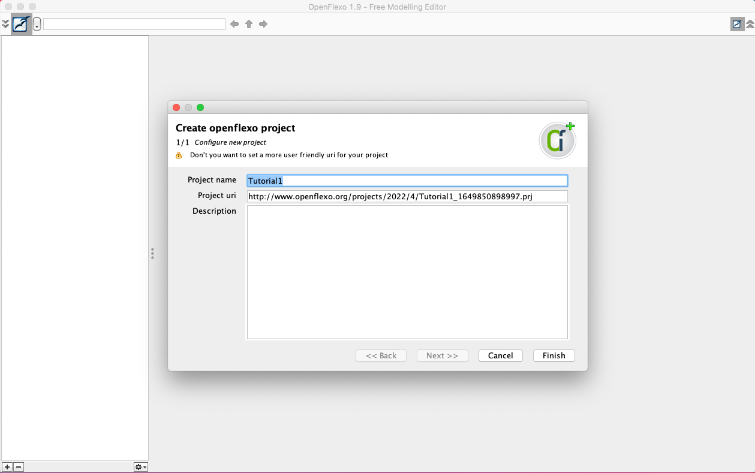 OpenFlexo 1.9 - Free Modelling Editor
Create openflexo project
1/1 Configure new project
Don't you want to set a more user friendly uri for your project
Project name Tutorial1
Project uri http://www.openflexo.org/projects/2022/4/Tutorial1_1649850898997.prj
Description
<< Back Next >> Cancel Finish